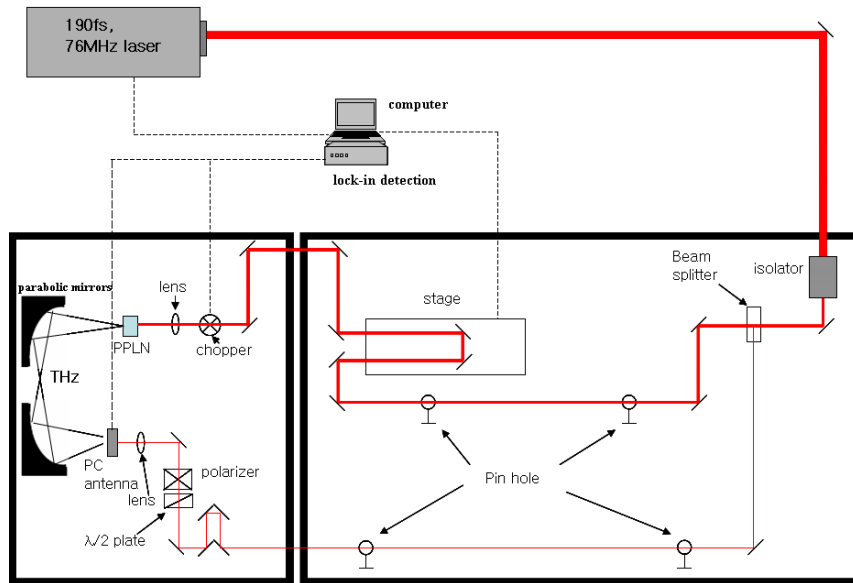 190fs,
76MHz laser
computer
lock-in detection
Beam
splitter
isolator
parabolic mirrors
lens
stage
PPLN
chopper
THz
PC
antenna
lens
polarizer
Pin hole
λ/2 plate